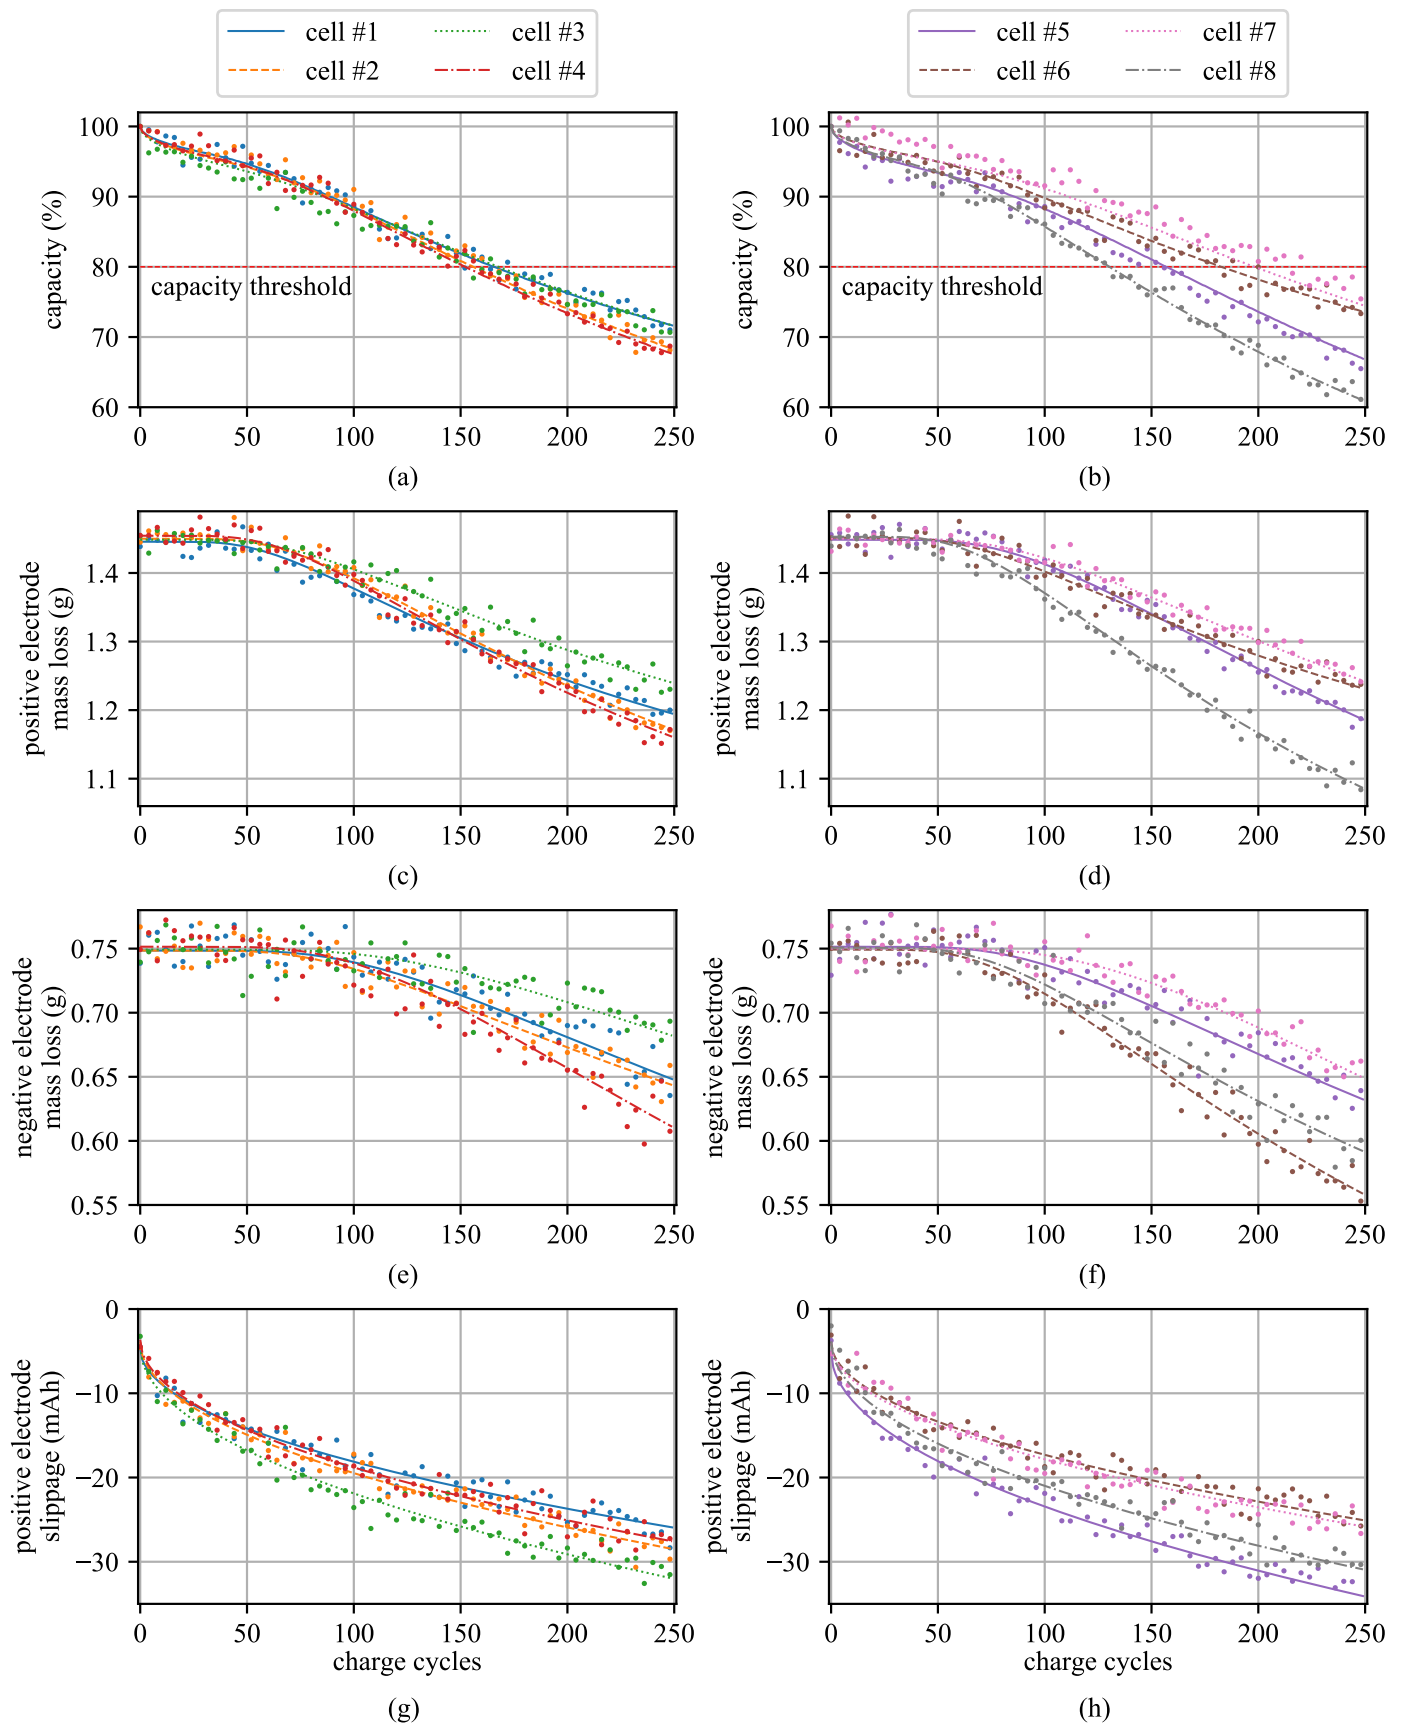 cell #1 cell #3
cell #2 cell #4
cell #5 cell #7
cell #6 cell #8
capacity (%)
100
90
80
70
60
capacity threshold
0 50 100 150 200 250
(a)
capacity (%)
100
90
80
70
60
capacity threshold
0 50 100 150 200 250
(b)
positive electrode
mass loss (g)
1.4
1.3
1.2
1.1
0 50 100 150 200 250
(c)
positive electrode
mass loss (g)
1.4
1.3
1.2
1.1
0 50 100 150 200 250
(d)
negative electrode
mass loss (g)
0.75
0.70
0.65
0.60
0.55
0 50 100 150 200 250
(e)
negative electrode
mass loss (g)
0.75
0.70
0.65
0.60
0.55
0 50 100 150 200 250
(f)
positive electrode
slippage (mAh)
0
−10
−20
−30
0 50 100 150 200 250
charge cycles
(g)
positive electrode
slippage (mAh)
0
−10
−20
−30
0 50 100 150 200 250
charge cycles
(h)